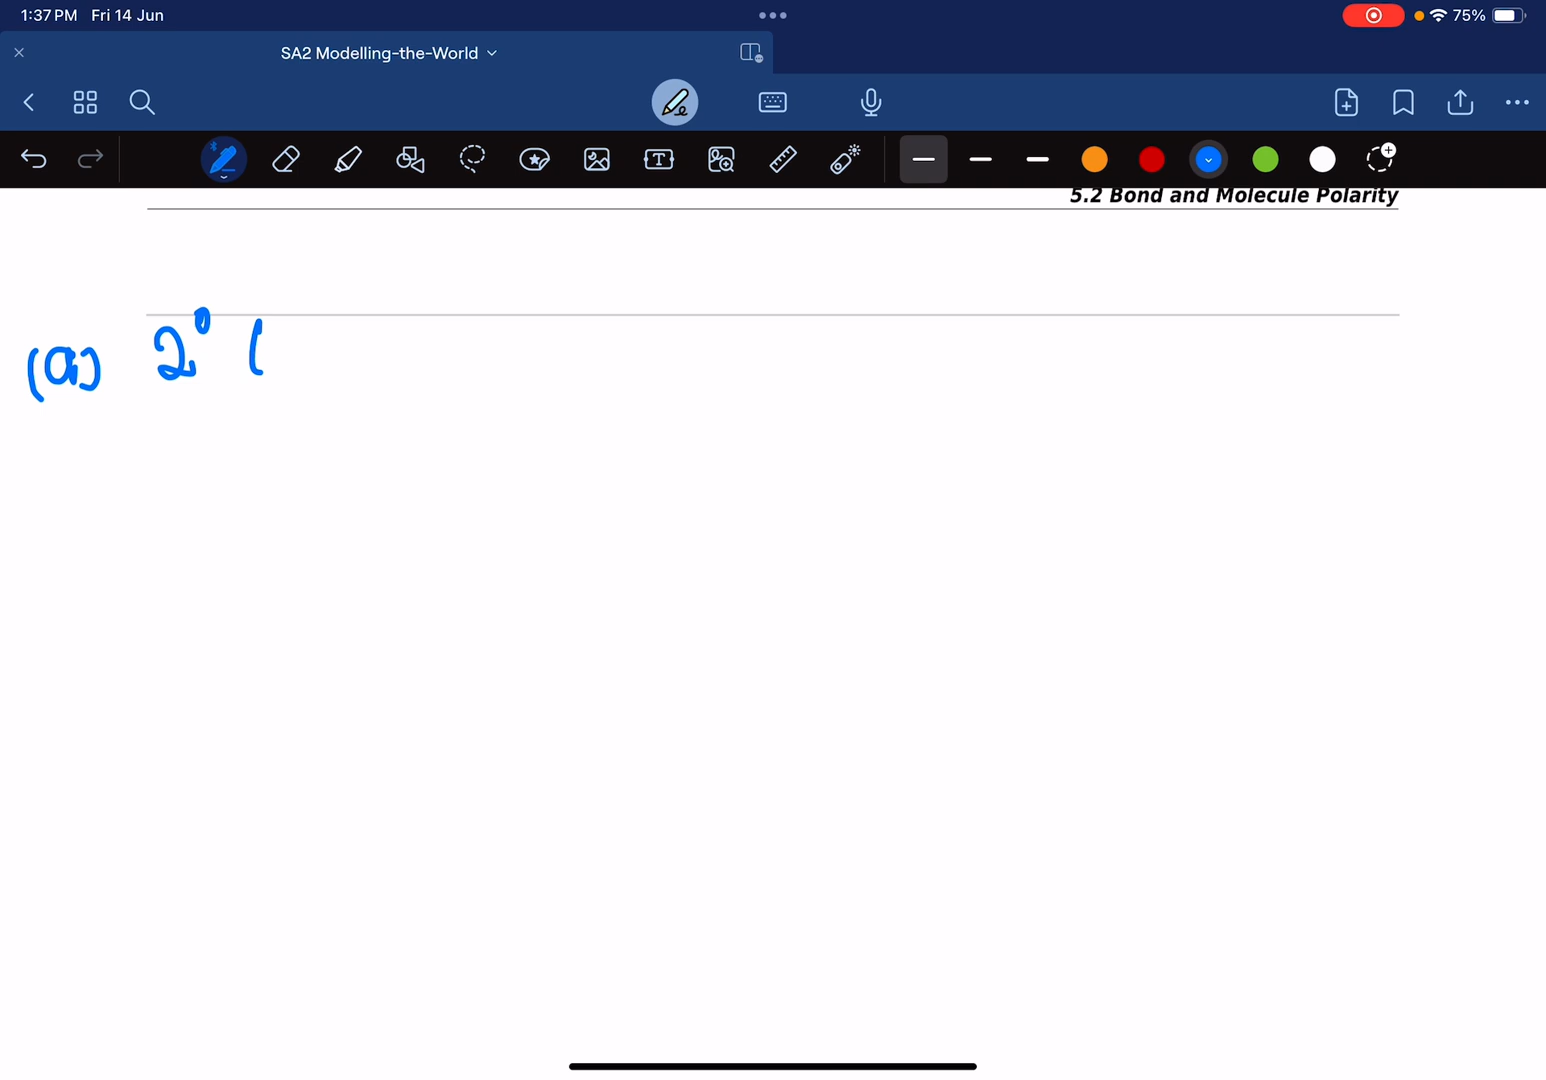 1:37 PM Fri 14 Jun
75%
SA2 Modelling-the-World
5.2 Bond and Molecule Polarity
(a) 2° (